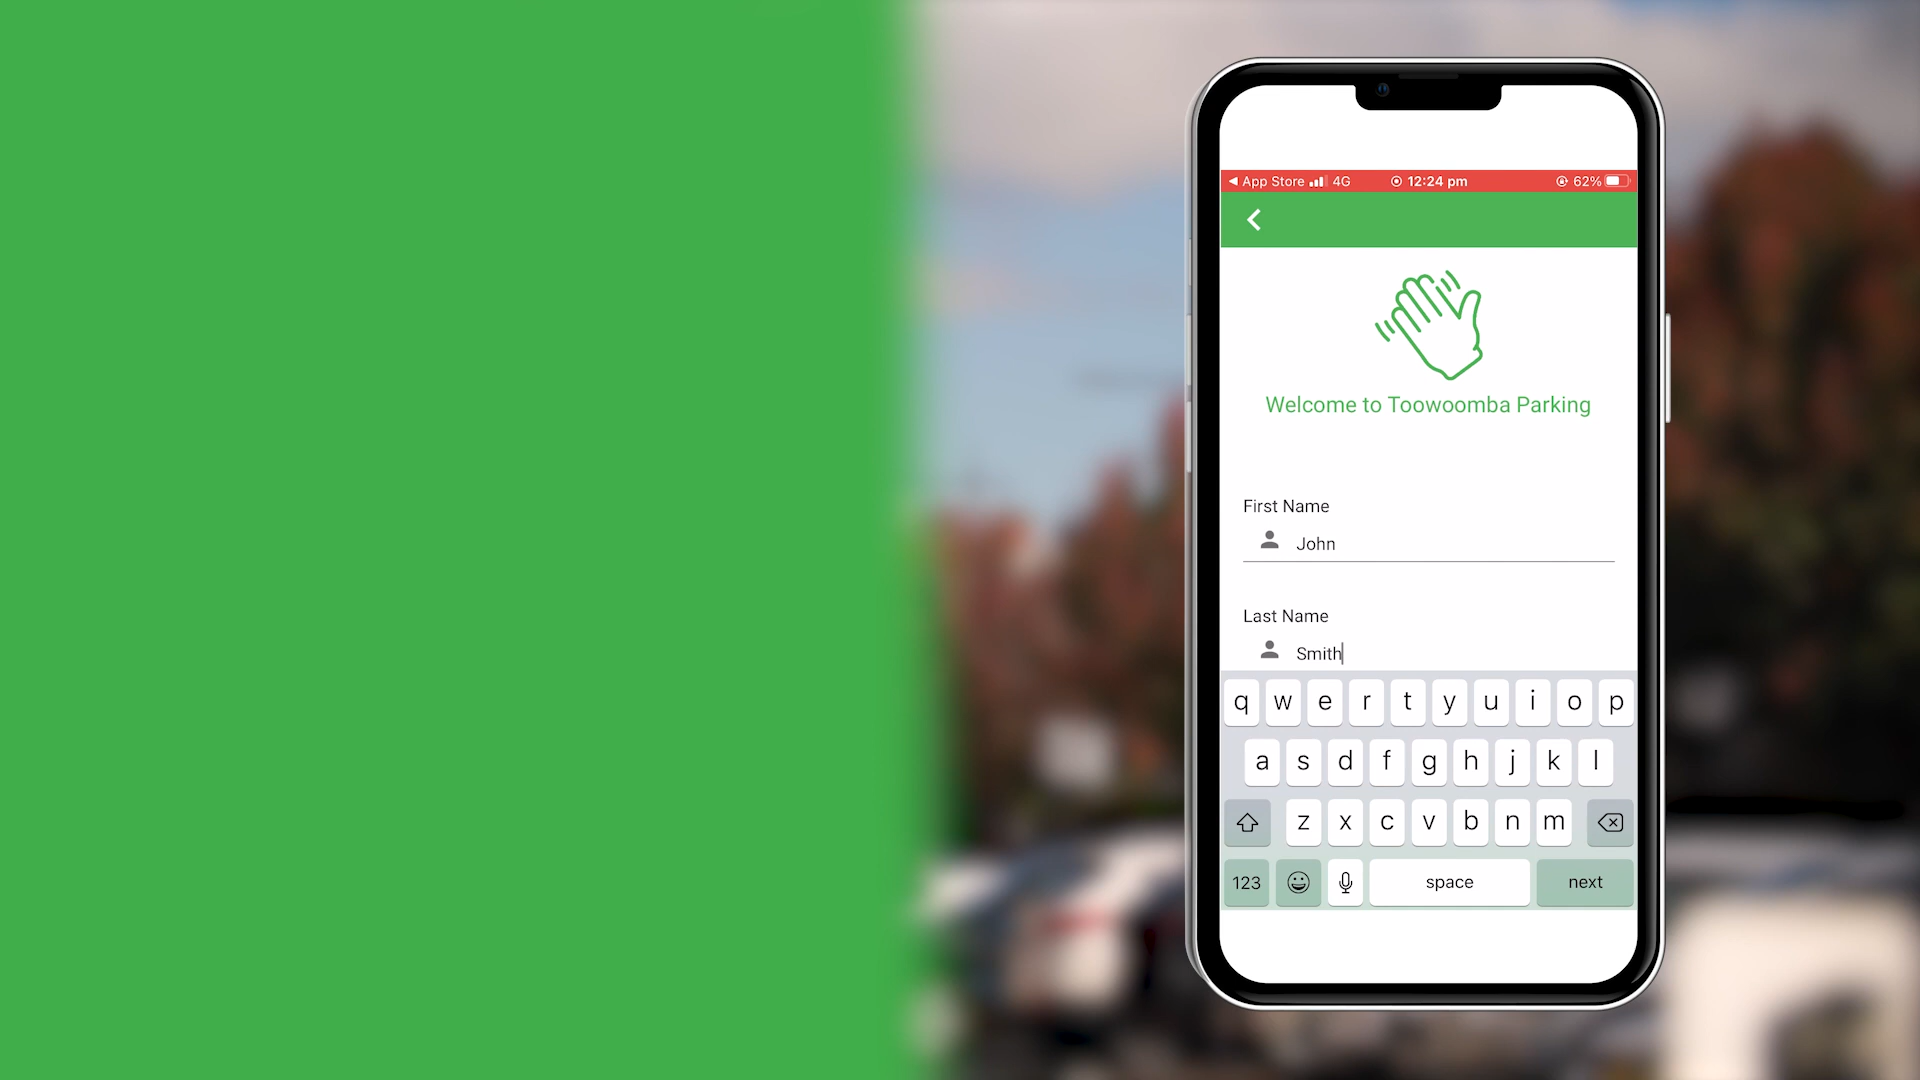 App Store 4G 12:24 pm 62%
Welcome to Toowoomba Parking
First Name
John
Last Name
Smith
q w e r t y u i o p
a s d f g h j k l
z x c v b n m
123 space next